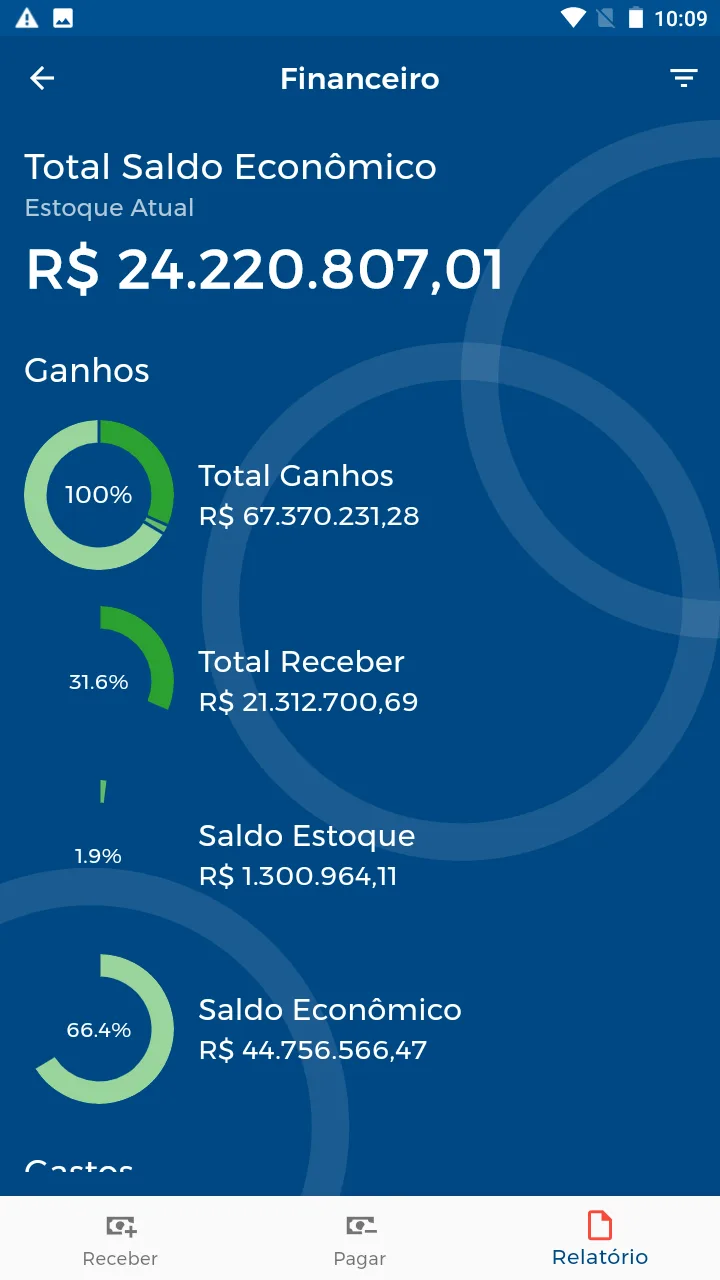 10:09
Financeiro
Total Saldo Econômico
Estoque Atual
R$ 24.220.807,01
Ganhos
100%
Total Ganhos
R$ 67.370.231,28
31.6%
Total Receber
R$ 21.312.700,69
1.9%
Saldo Estoque
R$ 1.300.964,11
66.4%
Saldo Econômico
R$ 44.756.566,47
Gastos
Receber
Pagar
Relatório